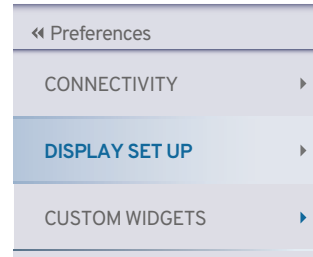 Preferences
CONNECTIVITY
DISPLAY SET UP
CUSTOM WIDGETS